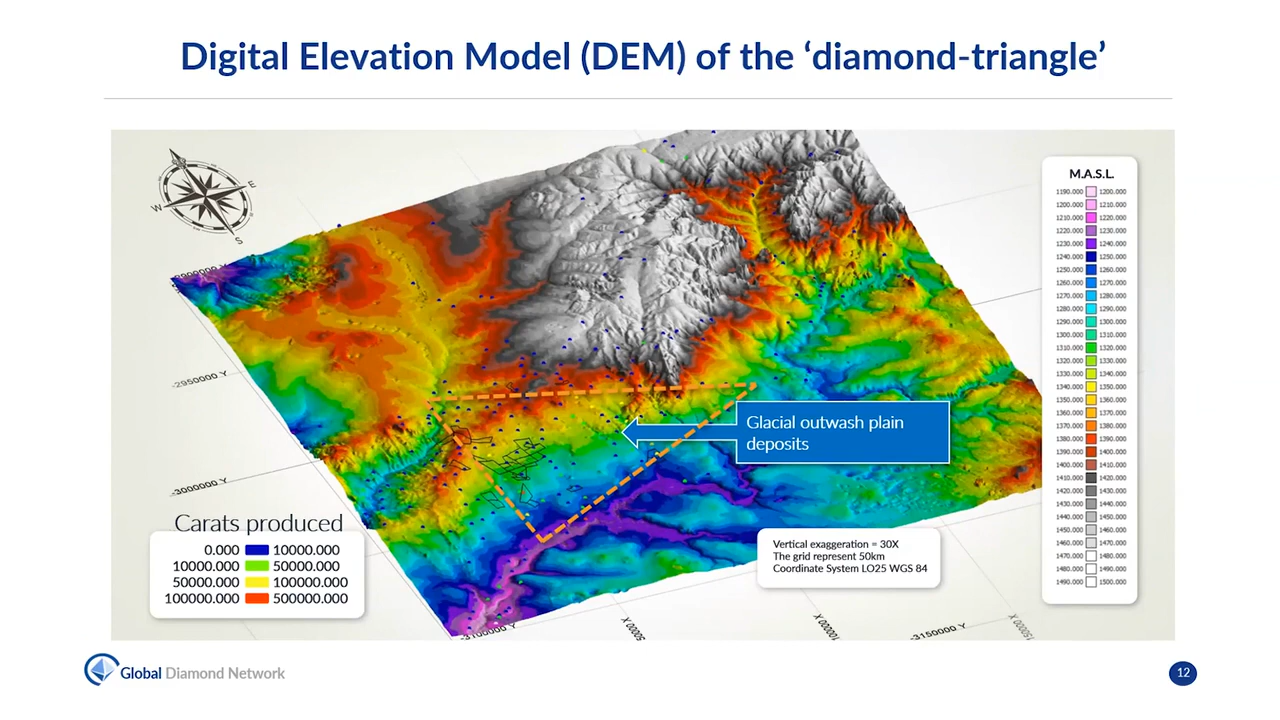 Digital Elevation Model (DEM) of the ‘diamond-triangle’
W
E
S
M.A.S.L.
1190.000 1200.000
1200.000 1210.000
1210.000 1220.000
1220.000 1230.000
1230.000 1240.000
1240.000 1250.000
1250.000 1260.000
1260.000 1270.000
1270.000 1280.000
1280.000 1290.000
1290.000 1300.000
1300.000 1310.000
1310.000 1320.000
1320.000 1330.000
1330.000 1340.000
1340.000 1350.000
1350.000 1360.000
1360.000 1370.000
1370.000 1380.000
1380.000 1390.000
1390.000 1400.000
1400.000 1410.000
1410.000 1420.000
1420.000 1430.000
1430.000 1440.000
1440.000 1450.000
1450.000 1460.000
1460.000 1470.000
1470.000 1480.000
1480.000 1490.000
1490.000 1500.000
-2950000 Y
Glacial outwash plain
deposits
-3000000 Y
Carats produced
0.000 10000.000
10000.000 50000.000
50000.000 100000.000
100000.000 500000.000
Vertical exaggeration = 30X
The grid represent 50km
Coordinate System LO25 WGS 84
-3100000 Y
50000 X
100000 X
-3150000 Y
Global Diamond Network
12